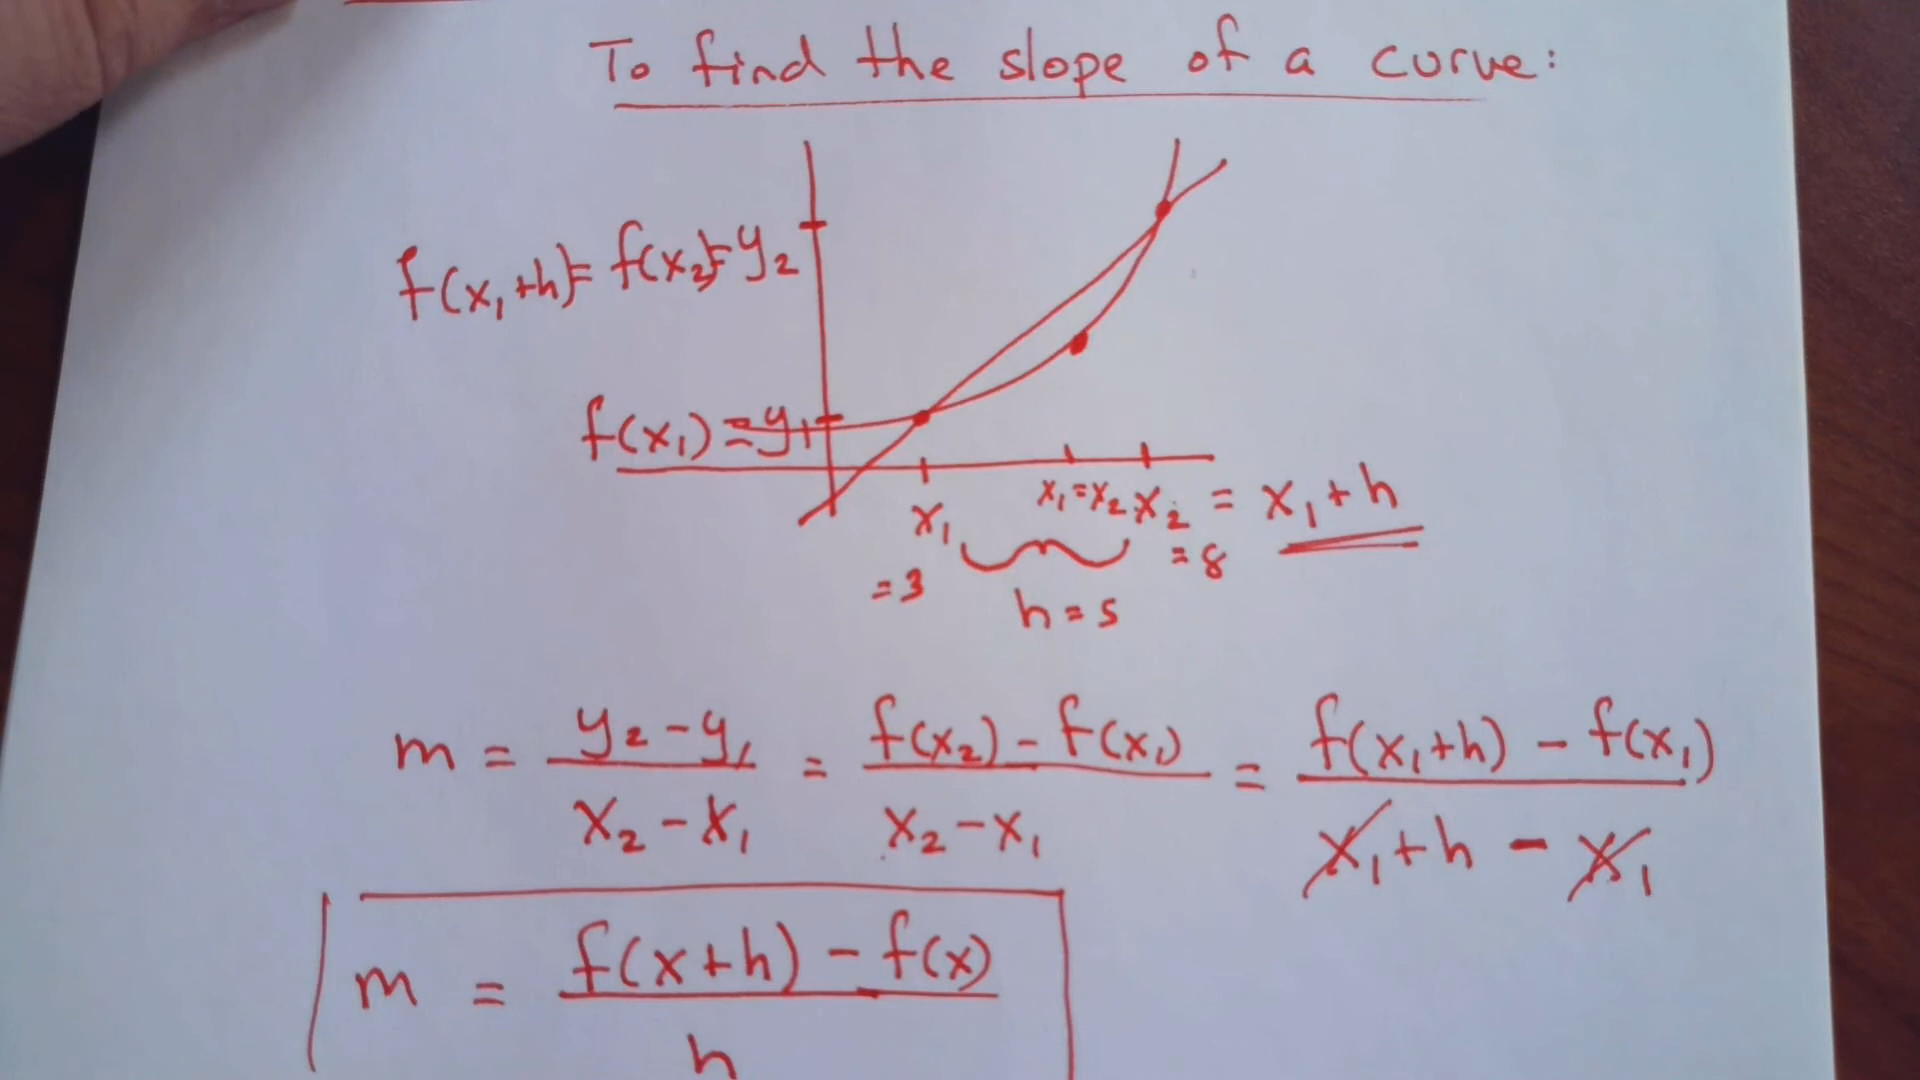 To find the slope of a curve:
f(x₁+h) = f(x₂) = y₂
f(x₁) = y₁
x₁ x₁=x₂ x₂ = x₁+h
=3 =8
h=5
m = y₂-y₁/x₂-x₁ = f(x₂)-f(x₁)/x₂-x₁ = f(x₁+h) - f(x₁)/x₁+h - x₁
m = f(x+h) - f(x)/h